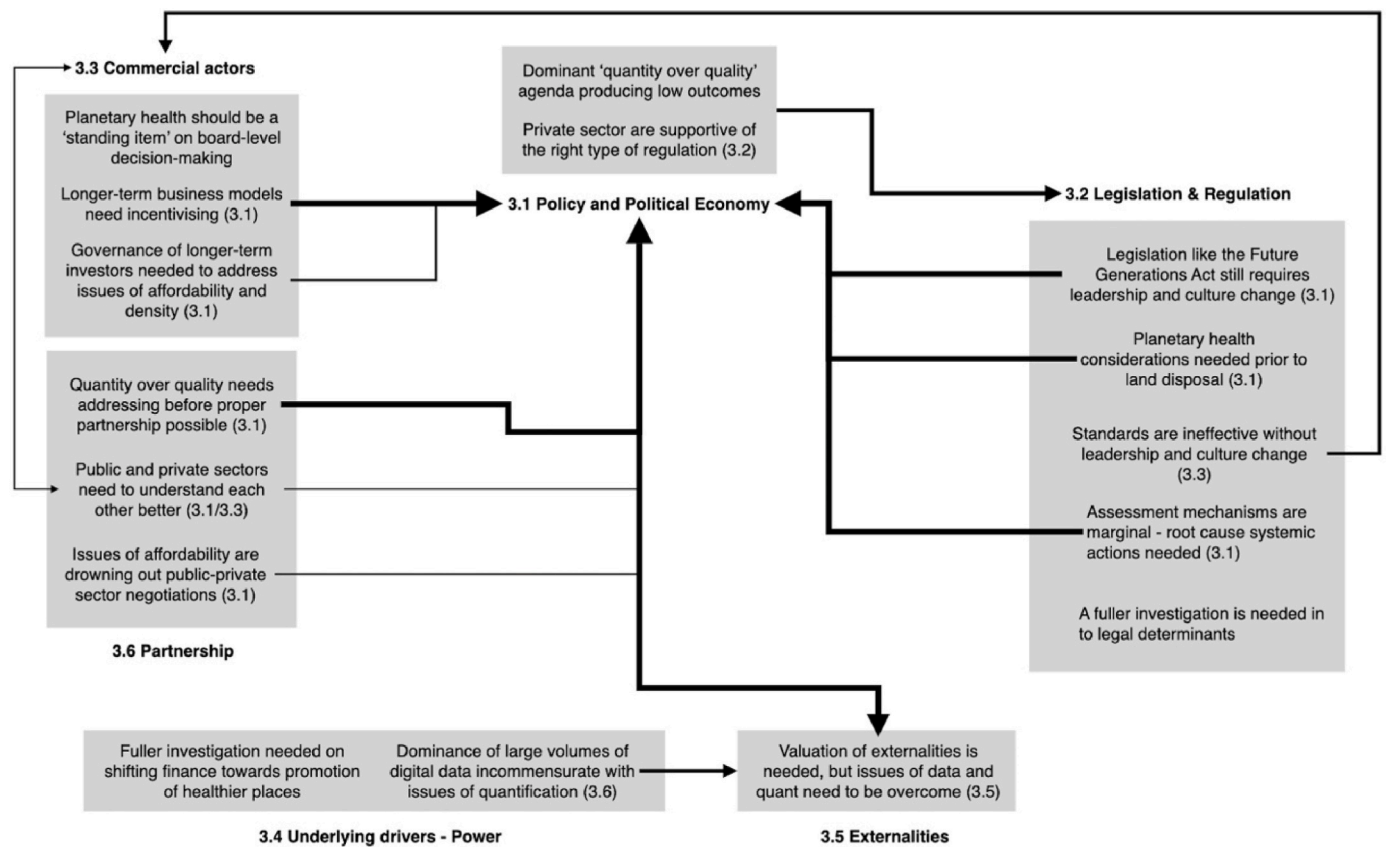 3.3 Commercial actors
Planetary health should be a
‘standing item’ on board-level
decision-making
Longer-term business models
need incentivising (3.1)
Governance of longer-term
investors needed to address
issues of affordability and
density (3.1)
Dominant ‘quantity over quality’
agenda producing low outcomes
Private sector are supportive of
the right type of regulation (3.2)
3.1 Policy and Political Economy
3.2 Legislation & Regulation
Legislation like the Future
Generations Act still requires
leadership and culture change (3.1)
Planetary health
considerations needed prior to
land disposal (3.1)
Standards are ineffective without
leadership and culture change
(3.3)
Assessment mechanisms are
marginal - root cause systemic
actions needed (3.1)
A fuller investigation is needed in
to legal determinants
Quantity over quality needs
addressing before proper
partnership possible (3.1)
Public and private sectors
need to understand each
other better (3.1/3.3)
Issues of affordability are
drowning out public-private
sector negotiations (3.1)
3.6 Partnership
Fuller investigation needed on
shifting finance towards promotion
of healthier places
Dominance of large volumes of
digital data incommensurate with
issues of quantification (3.6)
3.4 Underlying drivers - Power
Valuation of externalities is
needed, but issues of data and
quant need to be overcome (3.5)
3.5 Externalities